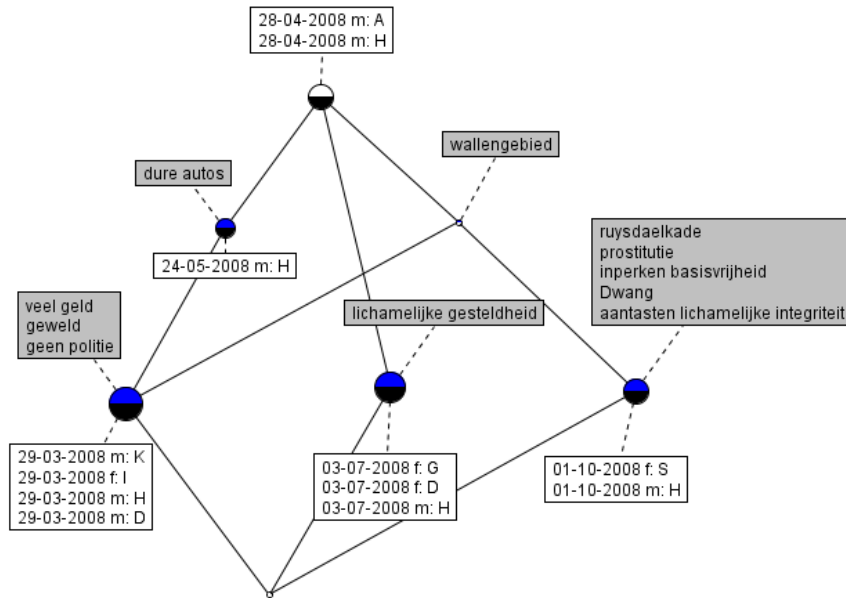 28-04-2008 m: A
28-04-2008 m: H
wallengebied
dure autos
24-05-2008 m: H
ruysdaelkade
prostitutie
inperken basisvrijheid
Dwang
aantasten lichamelijke integriteit
veel geld
geweld
geen politie
lichamelijke gesteldheid
29-03-2008 m: K
29-03-2008 f: I
29-03-2008 m: H
29-03-2008 m: D
03-07-2008 f: G
03-07-2008 f: D
03-07-2008 m: H
01-10-2008 f: S
01-10-2008 m: H